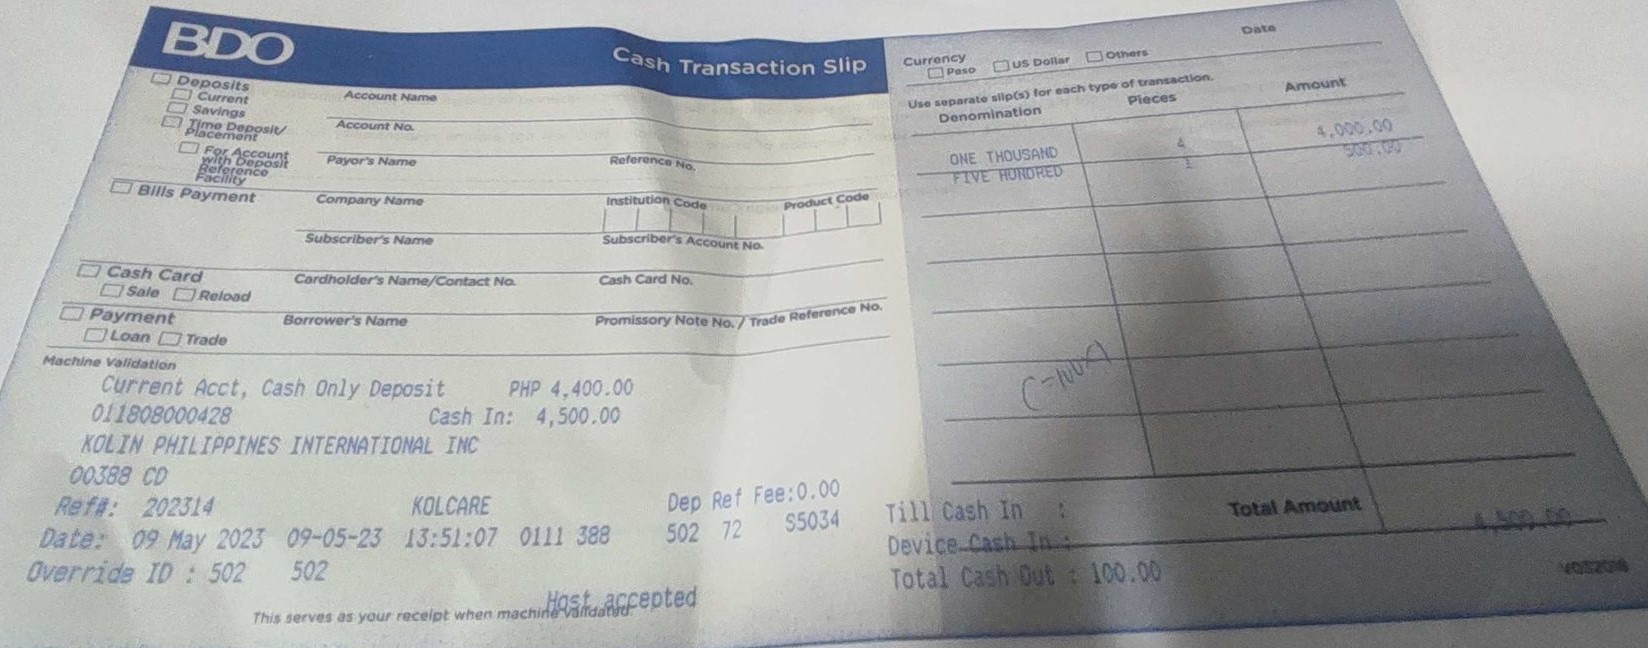 BDO
Cash Transaction Slip
Deposits
Current
Savings
Time Deposit/
Placement
For Account
with Deposit
Reference
Facility
Account Name
Account No.
Payor's Name Reference No.
Bills Payment
Company Name Institution Code Product Code
Subscriber's Name Subscriber's Account No.
Cash Card
Sale Reload
Cardholder's Name/Contact No. Cash Card No.
Payment
Loan Trade
Borrower's Name Promissory Note No. / Trade Reference No.
Machine Validation
Current Acct, Cash Only Deposit PHP 4,400.00
011808000428 Cash In: 4,500.00
KOLIN PHILIPPINES INTERNATIONAL INC
00388 CD
Ref#: 202314 KOLCARE Dep Ref Fee:0.00
Date: 09 May 2023 09-05-23 13:51:07 0111 388 502 72 S5034
Override ID : 502 502
Host accepted
This serves as your receipt when machine validated.
Currency Date
Peso US Dollar Others
Use separate slip(s) for each type of transaction.
Denomination Pieces Amount
ONE THOUSAND 4 4,000.00
FIVE HUNDRED 1 500.00
Till Cash In : Total Amount
Device Cash In : 4,500.00
Total Cash Out : 100.00